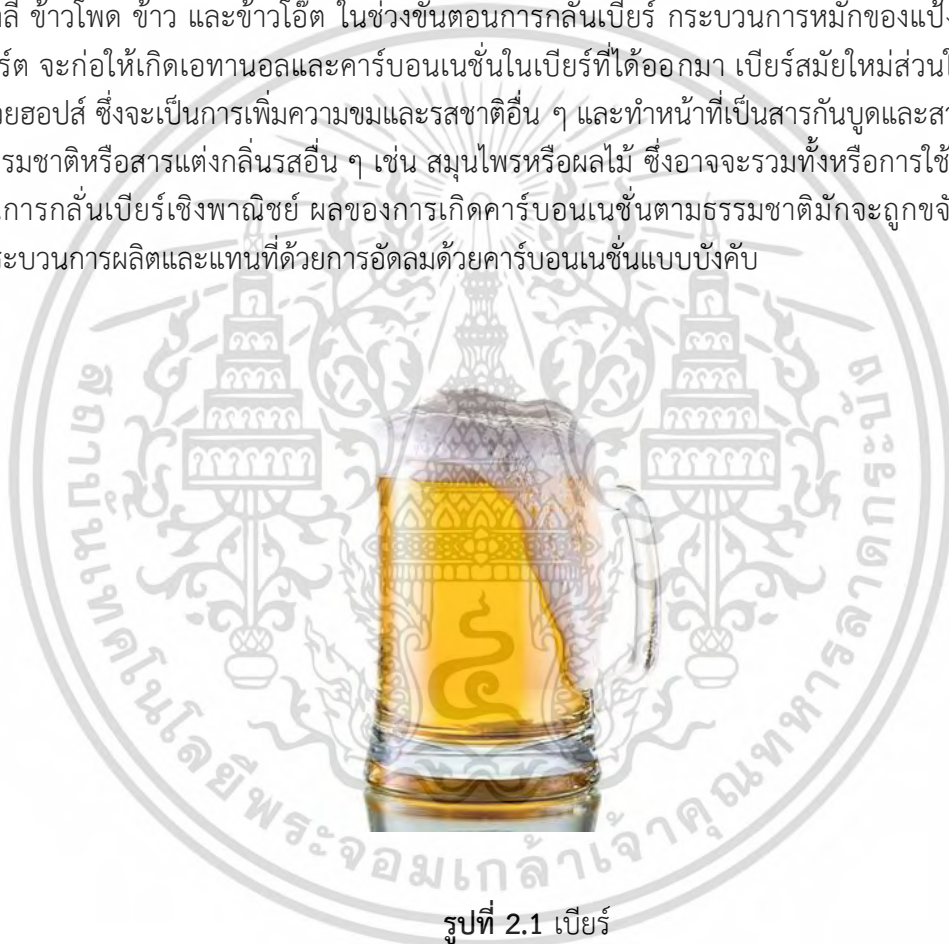 ลี ข้าวโพด ข้าว และข้าวโอ๊ต ในช่วงขั้นตอนการกลั่นเบียร์ กระบวนการหมักของแป้ง
ร์ต จะก่อให้เกิดเอทานอลและคาร์บอนเนชั่นในเบียร์ที่ได้ออกมา เบียร์สมัยใหม่ส่วนใ
วยฮอปส์ ซึ่งจะเป็นการเพิ่มความขมและรสชาติอื่น ๆ และทำหน้าที่เป็นสารกันบูดและสา
รรมชาติหรือสารแต่งกลิ่นรสอื่น ๆ เช่น สมุนไพรหรือผลไม้ ซึ่งอาจจะรวมทั้งหรือการใช้
การกลั่นเบียร์เชิงพาณิชย์ ผลของการเกิดคาร์บอนเนชั่นตามธรรมชาติมักจะถูกขจั
ระบวนการผลิตและแทนที่ด้วยการอัดลมด้วยคาร์บอนเนชั่นแบบบังคับ
สถาบันเทคโนโลยีพระจอมเกล้าเจ้าคุณทหารลาดกระบัง
รูปที่ 2.1 เบียร์